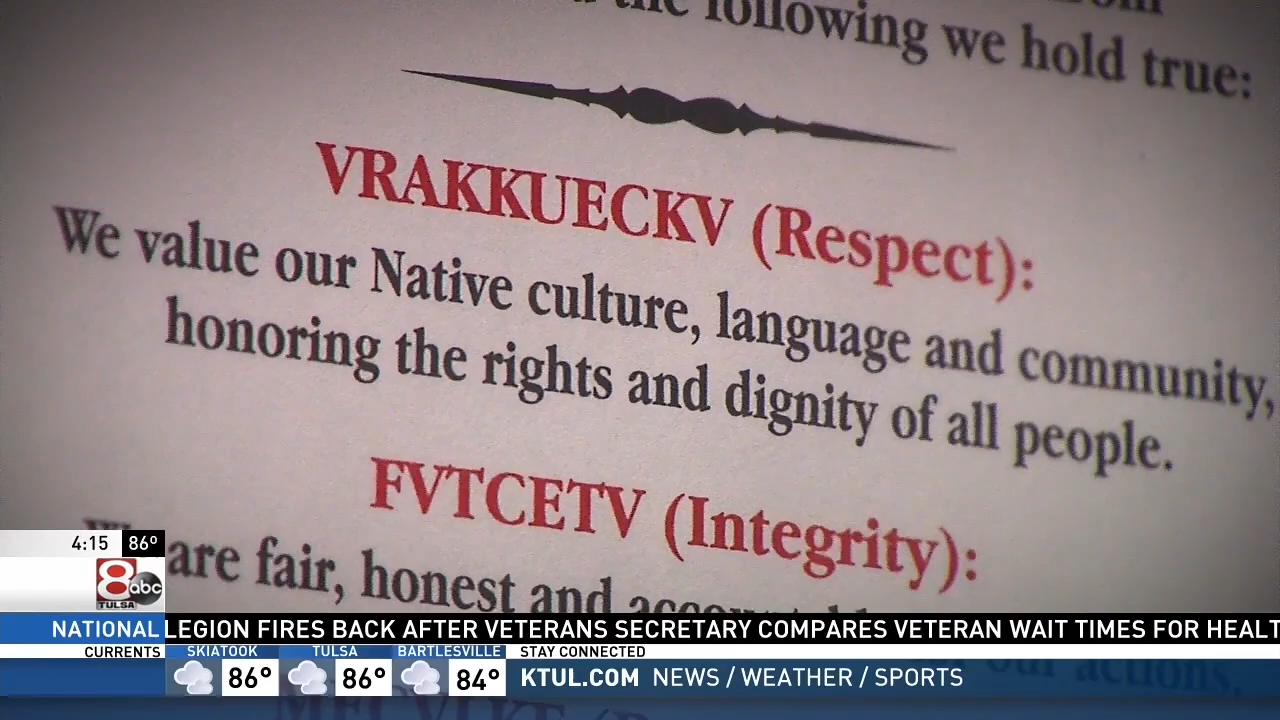 the following we hold true:
VRAKKUECKV (Respect):
We value our Native culture, language and community,
honoring the rights and dignity of all people.
FVTCETV (Integrity):
are fair, honest and
our actions.
4:15 86°
8 abc
TULSA
NATIONAL LEGION FIRES BACK AFTER VETERANS SECRETARY COMPARES VETERAN WAIT TIMES FOR HEALT
CURRENTS SKIATOOK TULSA BARTLESVILLE STAY CONNECTED
86° 86° 84° KTUL.COM NEWS / WEATHER / SPORTS